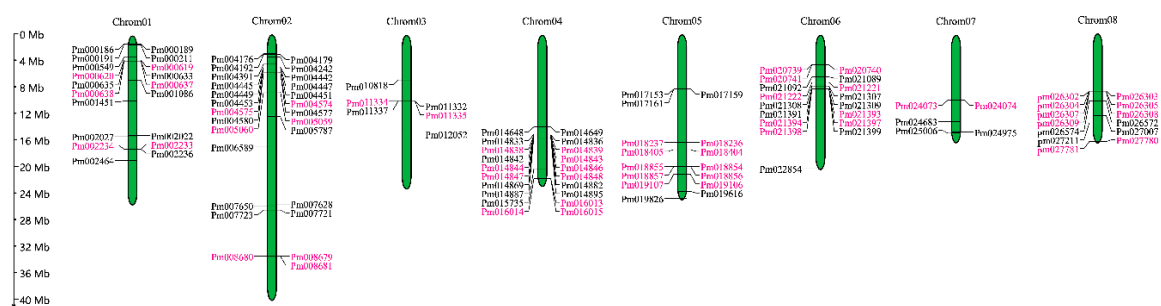 Chrom01 Chrom02 Chrom03 Chrom04 Chrom05 Chrom06 Chrom07 Chrom08
0 Mb
4 Mb
8 Mb
12 Mb
16 Mb
20 Mb
24 Mb
28 Mb
32 Mb
36 Mb
40 Mb
Pm000186 Pm000189
Pm000191 Pm000211
Pm000549 Pm000619
Pm000620 Pm000633
Pm000635 Pm000637
Pm000638 Pm001086
Pm001451
Pm002027 Pm002022
Pm002234 Pm002233
Pm002236
Pm002464
Pm004176 Pm004179
Pm004192 Pm004242
Pm004391 Pm004442
Pm004445 Pm004447
Pm004449 Pm004451
Pm004453 Pm004574
Pm004575 Pm004577
Pm004580 Pm005059
Pm005060 Pm005787
Pm006589
Pm007650 Pm007628
Pm007723 Pm007721
Pm008680 Pm008679
Pm008681
Pm010818
Pm011334 Pm011332
Pm011337 Pm011335
Pm012052
Pm014648 Pm014649
Pm014833 Pm014836
Pm014838 Pm014839
Pm014842 Pm014843
Pm014844 Pm014846
Pm014847 Pm014848
Pm014869 Pm014882
Pm014887 Pm014895
Pm015735 Pm016013
Pm016014 Pm016015
Pm017153 Pm017159
Pm017161
Pm018237 Pm018236
Pm018405 Pm018404
Pm018855 Pm018854
Pm018857 Pm018856
Pm019107 Pm019106
Pm019616
Pm019826
Pm020739 Pm020740
Pm020741 Pm021089
Pm021092 Pm021221
Pm021222 Pm021307
Pm021308 Pm021309
Pm021391 Pm021393
Pm021394 Pm021397
Pm021398 Pm021399
Pm022854
Pm024073 Pm024074
Pm024683
Pm025006 Pm024975
pm026302 Pm026303
pm026304 Pm026305
pm026307 Pm026308
pm026309 Pm026572
pm026574 Pm027007
pm027211 Pm027780
pm027781